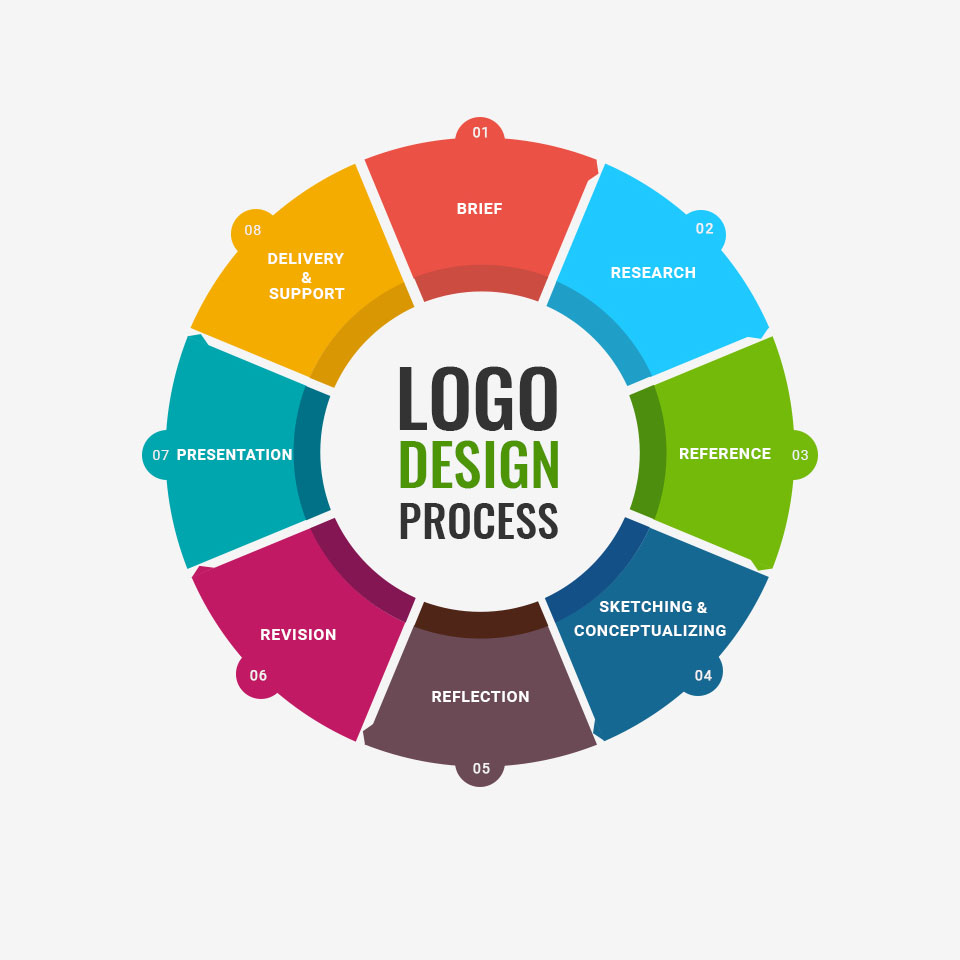 LOGO
DESIGN
PROCESS
01
BRIEF
02
RESEARCH
REFERENCE 03
SKETCHING &
CONCEPTUALIZING
04
REFLECTION
05
REVISION
06
07 PRESENTATION
08
DELIVERY
&
SUPPORT